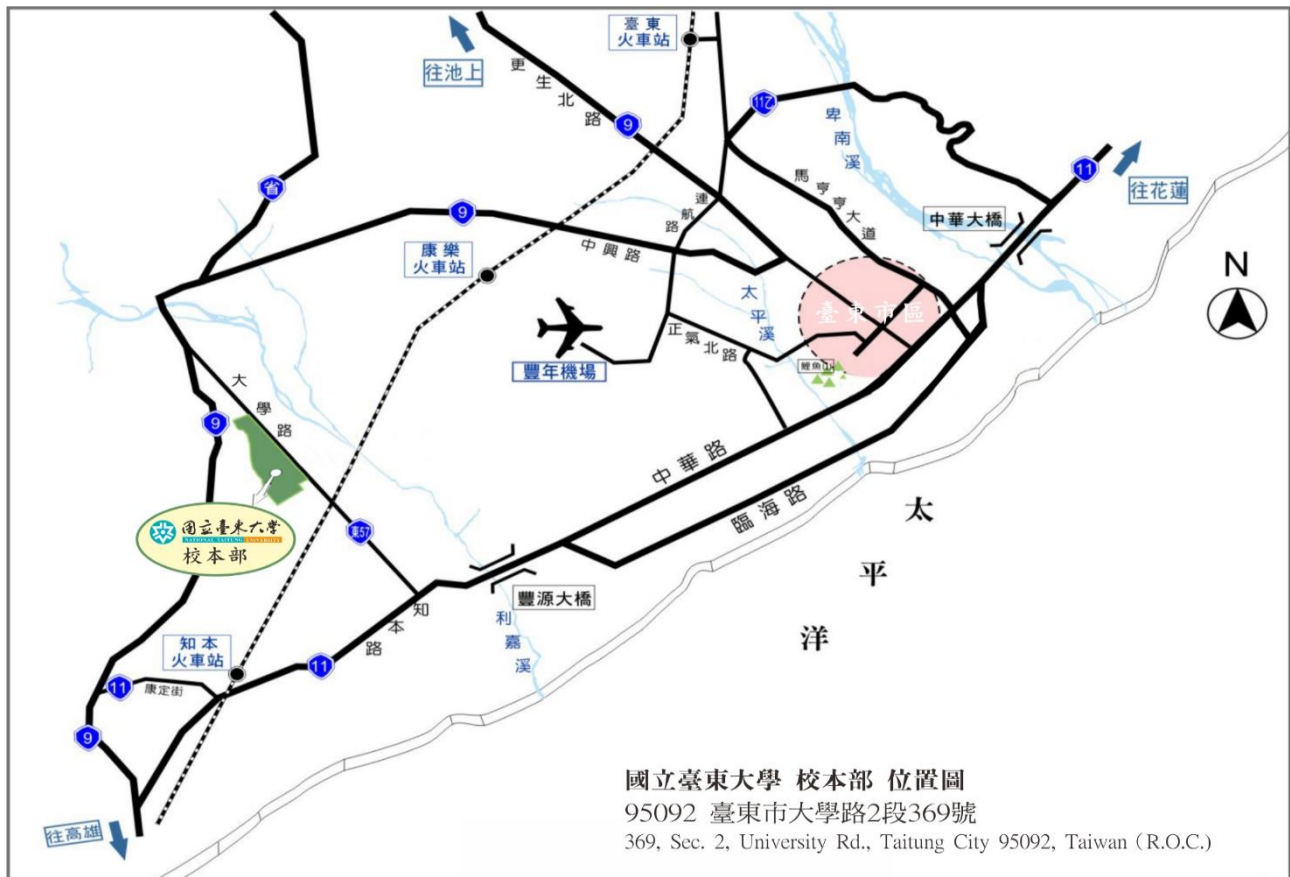 臺東
火車站
往池上
更生北路
9
11乙
卑南溪
11
往花蓮
省
馬亨亨大道
連航路
中華大橋
9
中興路
康樂
火車站
N
太平溪
臺東市區
正氣北路
豐年機場
鯉魚山
大學路
9
中華路
臨海路
太平洋
國立臺東大學
NATIONAL TAITUNG UNIVERSITY
校本部
東57
豐源大橋
知本路
利嘉溪
知本
火車站
11
11
康定街
9
往高雄
國立臺東大學 校本部 位置圖
95092 臺東市大學路2段369號
369, Sec. 2, University Rd., Taitung City 95092, Taiwan (R.O.C.)